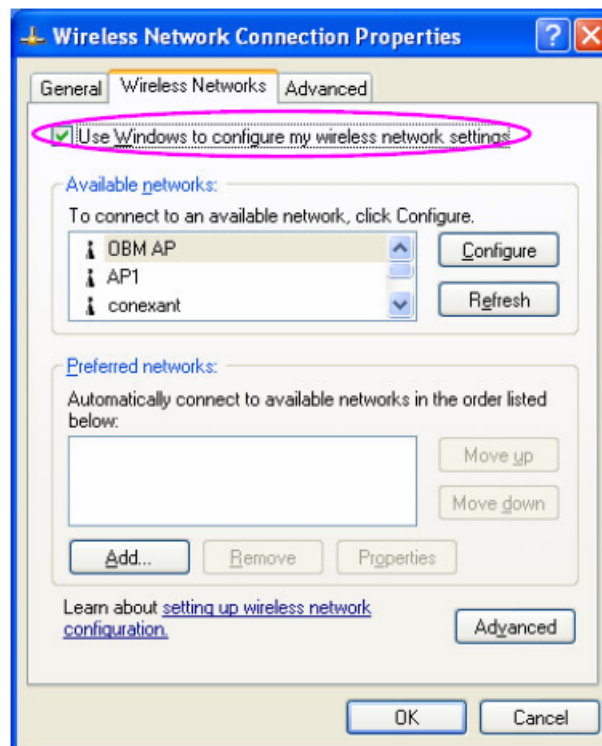 Wireless Network Connection Properties
General Wireless Networks Advanced
Use Windows to configure my wireless network settings
Available networks:
To connect to an available network, click Configure.
OBM AP
AP1
conexant
Configure
Refresh
Preferred networks:
Automatically connect to available networks in the order listed
below:
Move up
Move down
Add... Remove Properties
Learn about setting up wireless network
configuration.
Advanced
OK Cancel